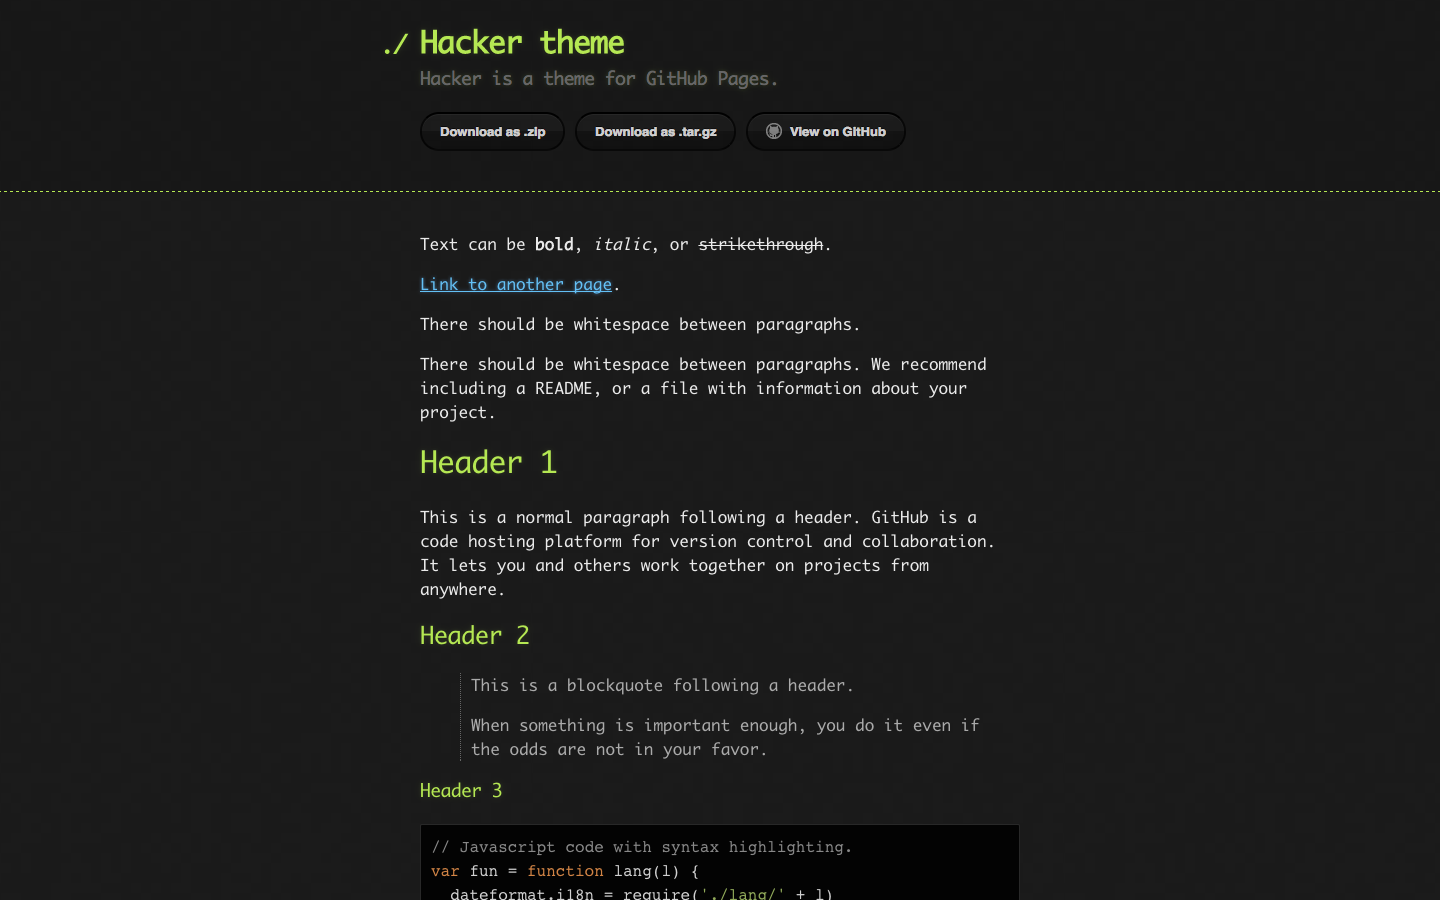 ./ Hacker theme
Hacker is a theme for GitHub Pages.
Download as .zip Download as .tar.gz View on GitHub
Text can be bold, italic, or strikethrough.
Link to another page.
There should be whitespace between paragraphs.
There should be whitespace between paragraphs. We recommend
including a README, or a file with information about your
project.
Header 1
This is a normal paragraph following a header. GitHub is a
code hosting platform for version control and collaboration.
It lets you and others work together on projects from
anywhere.
Header 2
This is a blockquote following a header.
When something is important enough, you do it even if
the odds are not in your favor.
Header 3
// Javascript code with syntax highlighting.
var fun = function lang(l) {
dateformat.i18n = require('./lang/' + l)